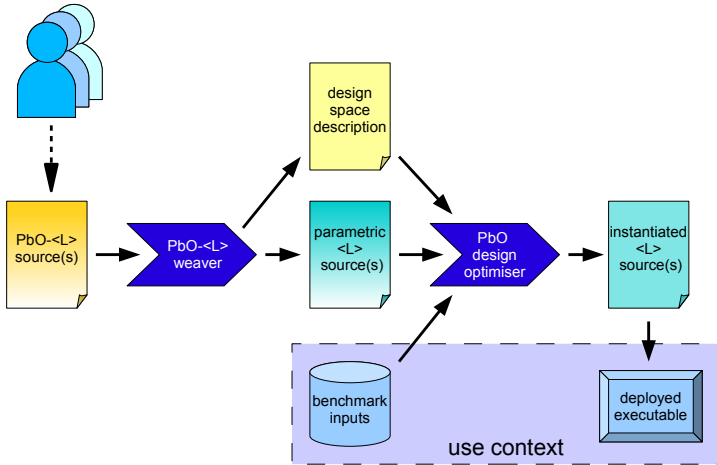 design
space
description
PbO-<L>
source(s)
PbO-<L>
weaver
parametric
<L>
source(s)
PbO
design
optimiser
instantiated
<L>
source(s)
benchmark
inputs
deployed
executable
use context